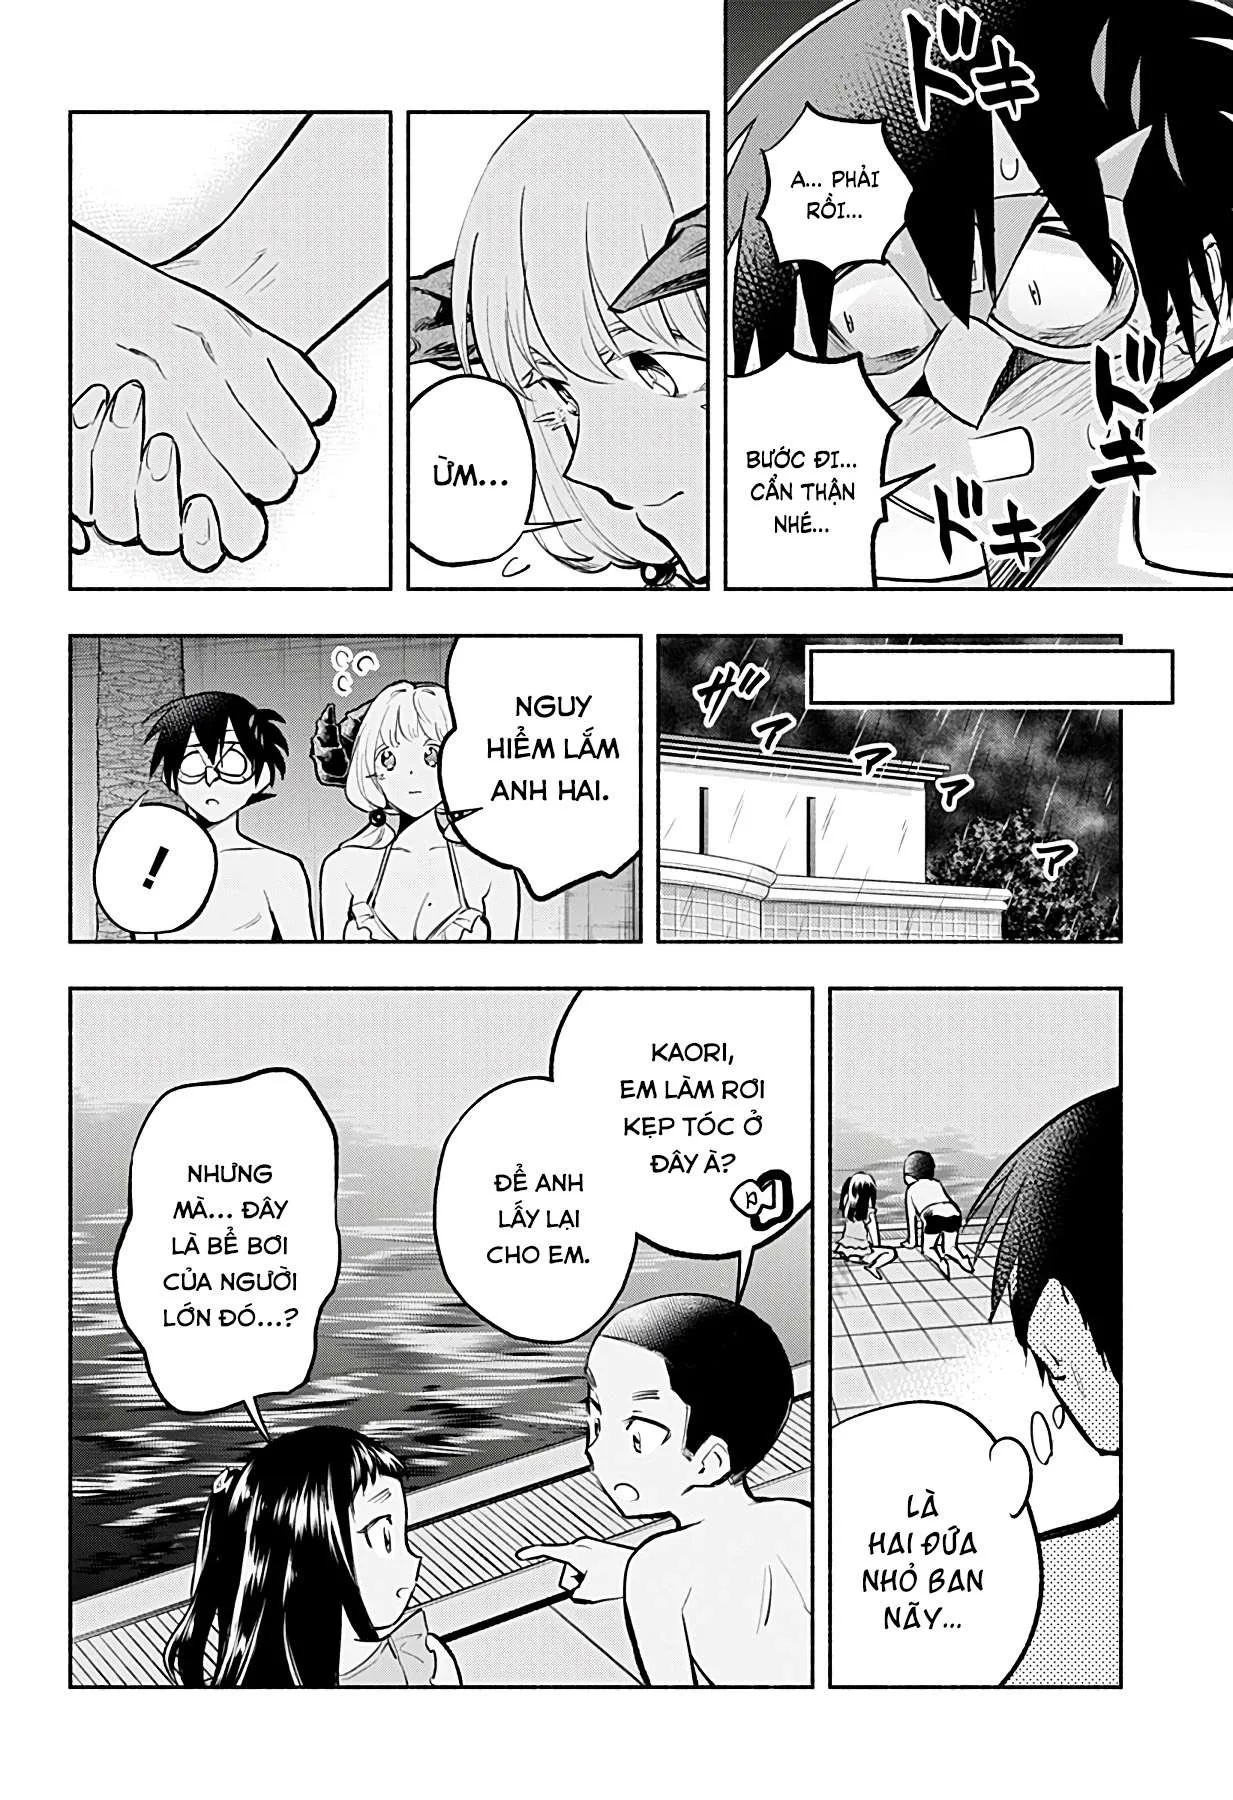 ドキ
A... PHẢI
RỒI...
ドキ
BƯỚC ĐI...
CẨN THẬN
NHÉ...
ドキ
ỪM...
ザァァァァ
NGUY
HIỂM LẮM
ANH HAI.
!
LÀ
HAI ĐỨA
NHỎ BAN
NÃY...
KAORI,
EM LÀM RƠI
KẸP TÓC Ở
ĐÂY À?
ĐỂ ANH
LẤY LẠI
CHO EM.
NHƯNG
MÀ... ĐÂY
LÀ BỂ BƠI
CỦA NGƯỜI
LỚN ĐÓ...?